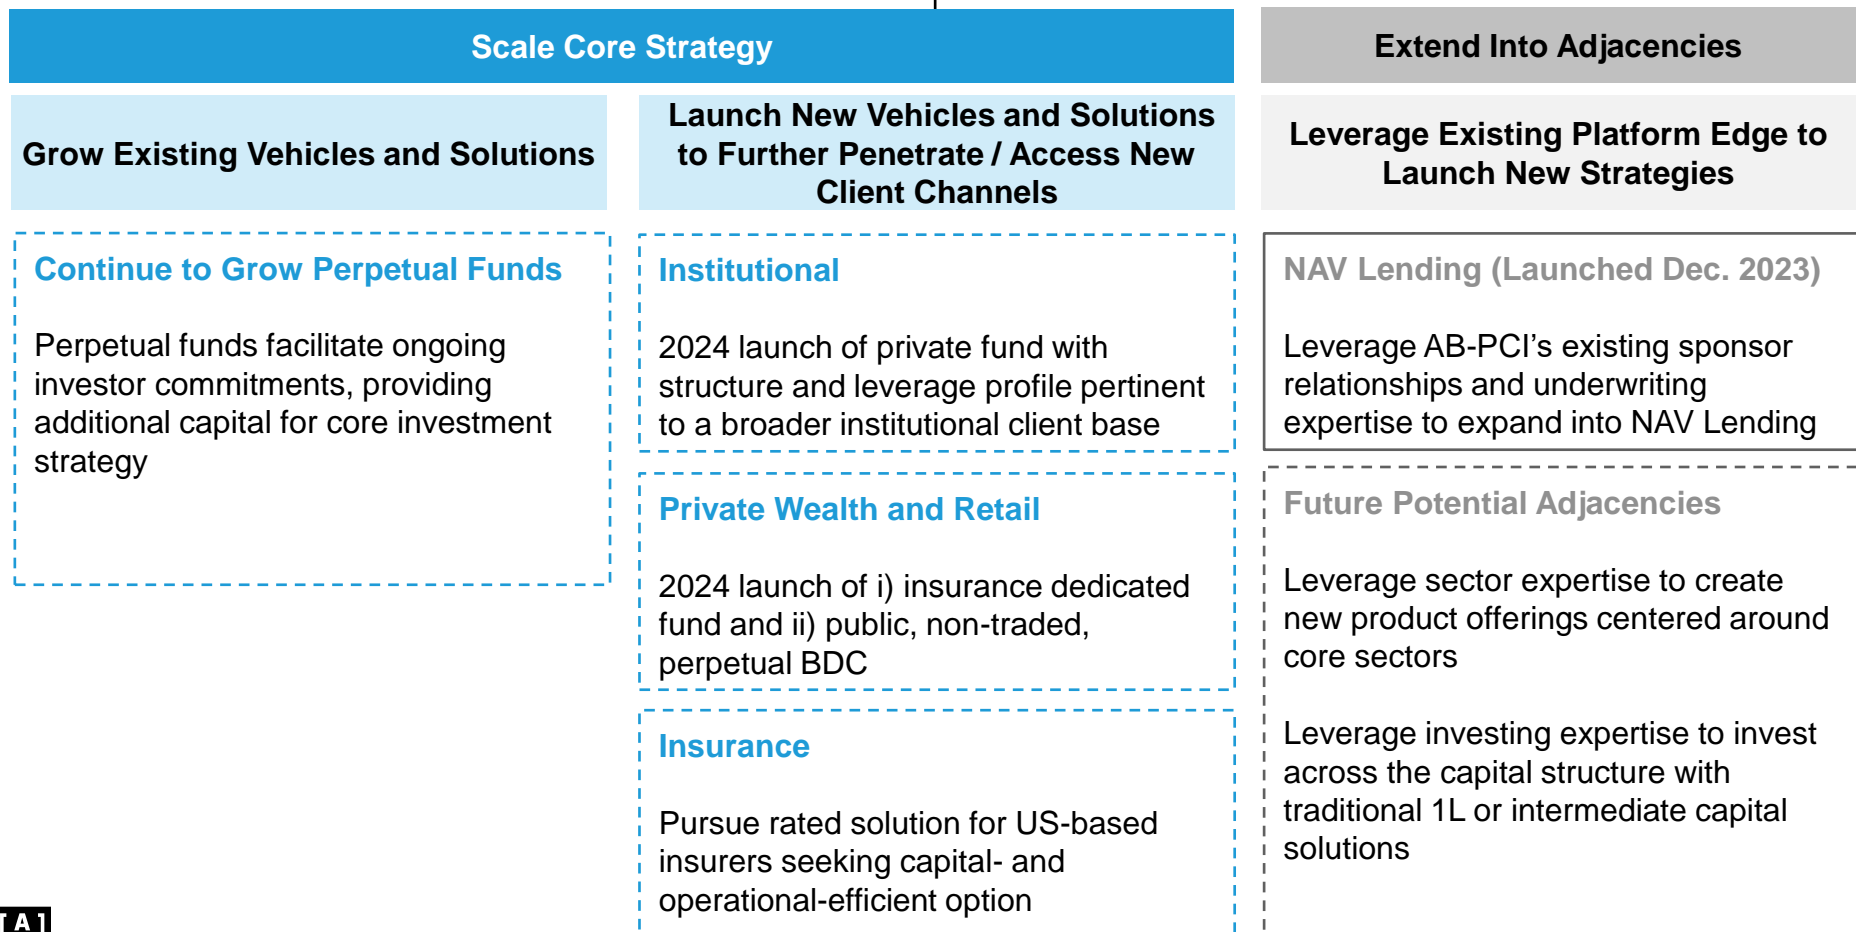 Scale Core Strategy
Extend Into Adjacencies
Grow Existing Vehicles and Solutions
Launch New Vehicles and Solutions
to Further Penetrate / Access New
Client Channels
Leverage Existing Platform Edge to
Launch New Strategies
Continue to Grow Perpetual Funds
Perpetual funds facilitate ongoing
investor commitments, providing
additional capital for core investment
strategy
Institutional
2024 launch of private fund with
structure and leverage profile pertinent
to a broader institutional client base
Private Wealth and Retail
2024 launch of i) insurance dedicated
fund and ii) public, non-traded,
perpetual BDC
Insurance
Pursue rated solution for US-based
insurers seeking capital- and
operational-efficient option
NAV Lending (Launched Dec. 2023)
Leverage AB-PCI's existing sponsor
relationships and underwriting
expertise to expand into NAV Lending
Future Potential Adjacencies
Leverage sector expertise to create
new product offerings centered around
core sectors
Leverage investing expertise to invest
across the capital structure with
traditional 1L or intermediate capital
solutions
[A]